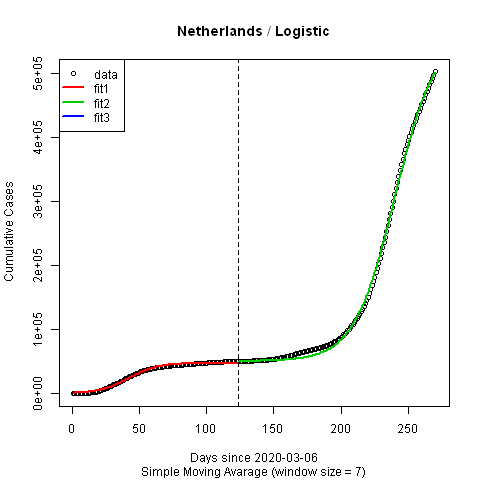 Netherlands / Logistic
data
fit1
fit2
fit3
Cumulative Cases
0e+00
1e+05
2e+05
3e+05
4e+05
5e+05
0 50 100 150 200 250
Days since 2020-03-06
Simple Moving Avarage (window size = 7)